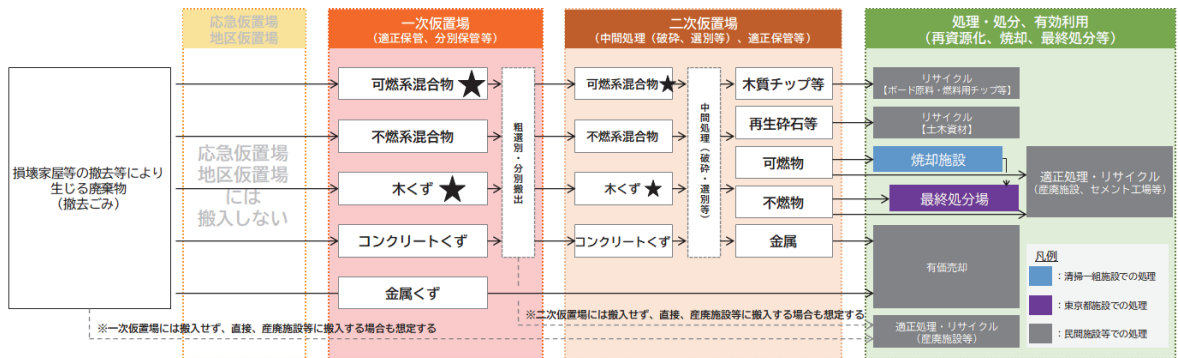 応急仮置場
地区仮置場
一次仮置場
(適正保管、分別保管等)
二次仮置場
(中間処理(破砕、選別等)、適正保管等)
処理・処分、有効利用
(再資源化、焼却、最終処分等)
損壊家屋等の撤去等により
生じる廃棄物
(撤去ごみ)
応急仮置場
地区仮置場
には
搬入しない
可燃系混合物★
不燃系混合物
木くず★
コンクリートくず
金属くず
粗選別・分別搬出
可燃系混合物★
不燃系混合物
木くず★
コンクリートくず
中間処理(破砕・選別等)
木質チップ等
再生砕石等
可燃物
不燃物
金属
リサイクル
【ボード原料・燃料用チップ等】
リサイクル
【土木資材】
焼却施設
最終処分場
適正処理・リサイクル
(産廃施設、セメント工場等)
有価売却
適正処理・リサイクル
(産廃施設等)
凡例
:清掃一組施設での処理
:東京都施設での処理
:民間施設等での処理
※一次仮置場には搬入せず、直接、産廃施設等に搬入する場合も想定する
※二次仮置場には搬入せず、直接、産廃施設等に搬入する場合も想定する